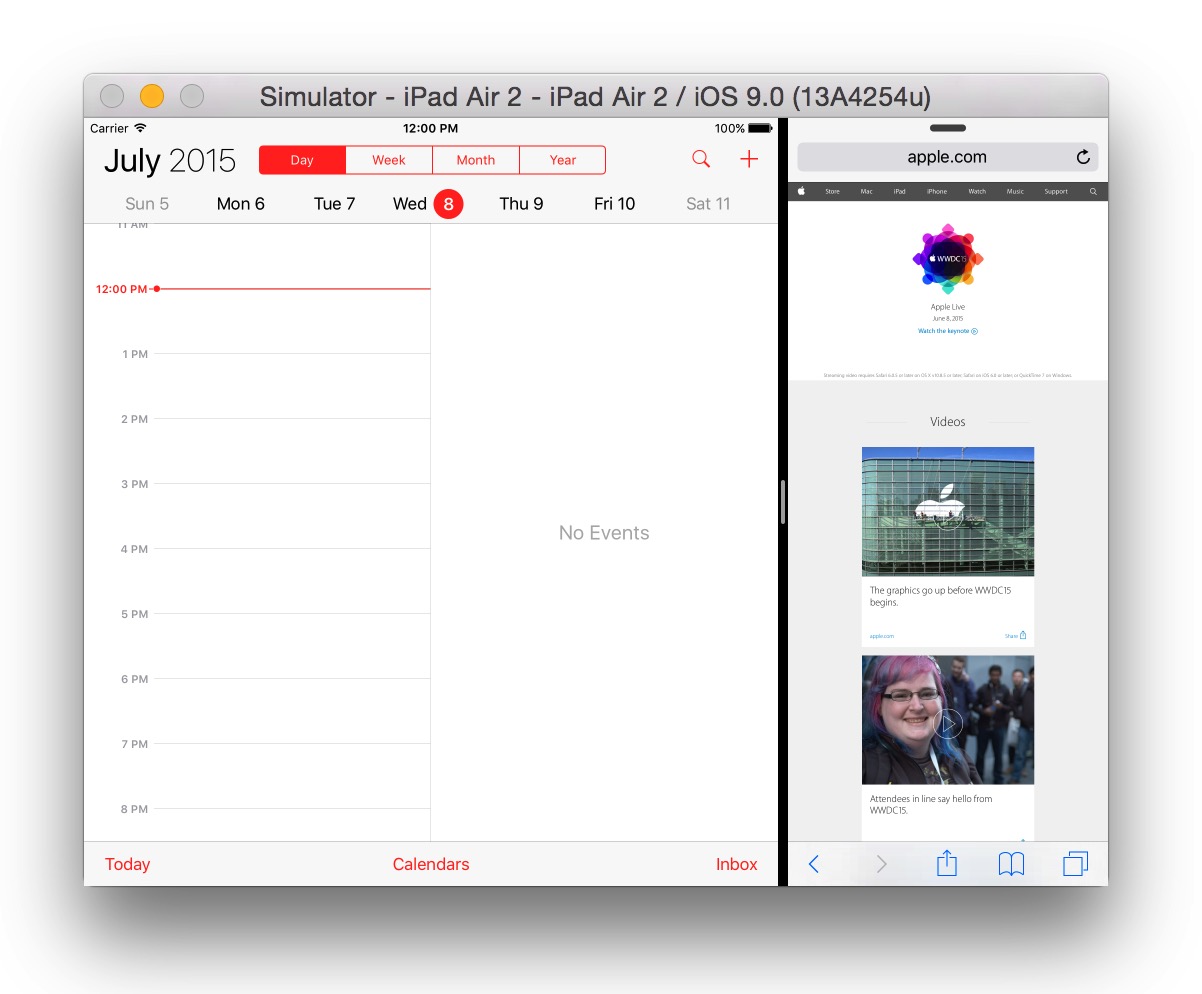 Simulator - iPad Air 2 - iPad Air 2 / iOS 9.0 (13A4254u)
Carrier 12:00 PM 100%
July 2015 Day Week Month Year
Sun 5 Mon 6 Tue 7 Wed 8 Thu 9 Fri 10 Sat 11
11 AM
12:00 PM
1 PM
2 PM
3 PM
4 PM
5 PM
6 PM
7 PM
8 PM
No Events
Today Calendars Inbox
apple.com
Store Mac iPad iPhone Watch Music Support
WWDC15
Apple Live
June 8, 2015
Watch the keynote
Streaming video requires Safari 6.0.5 or later on OS X v10.8.5 or later, Safari on iOS 6.0 or later, or QuickTime 7 on Windows.
Videos
The graphics go up before WWDC15
begins.
apple.com Share
Attendees in line say hello from
WWDC15.